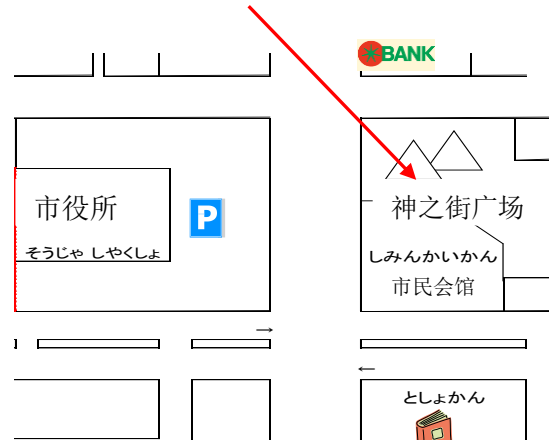 BANK
市役所
そうじゃ しやくしょ
P
神之街广场
しみんかいかん
市民会馆
→
←
としょかん